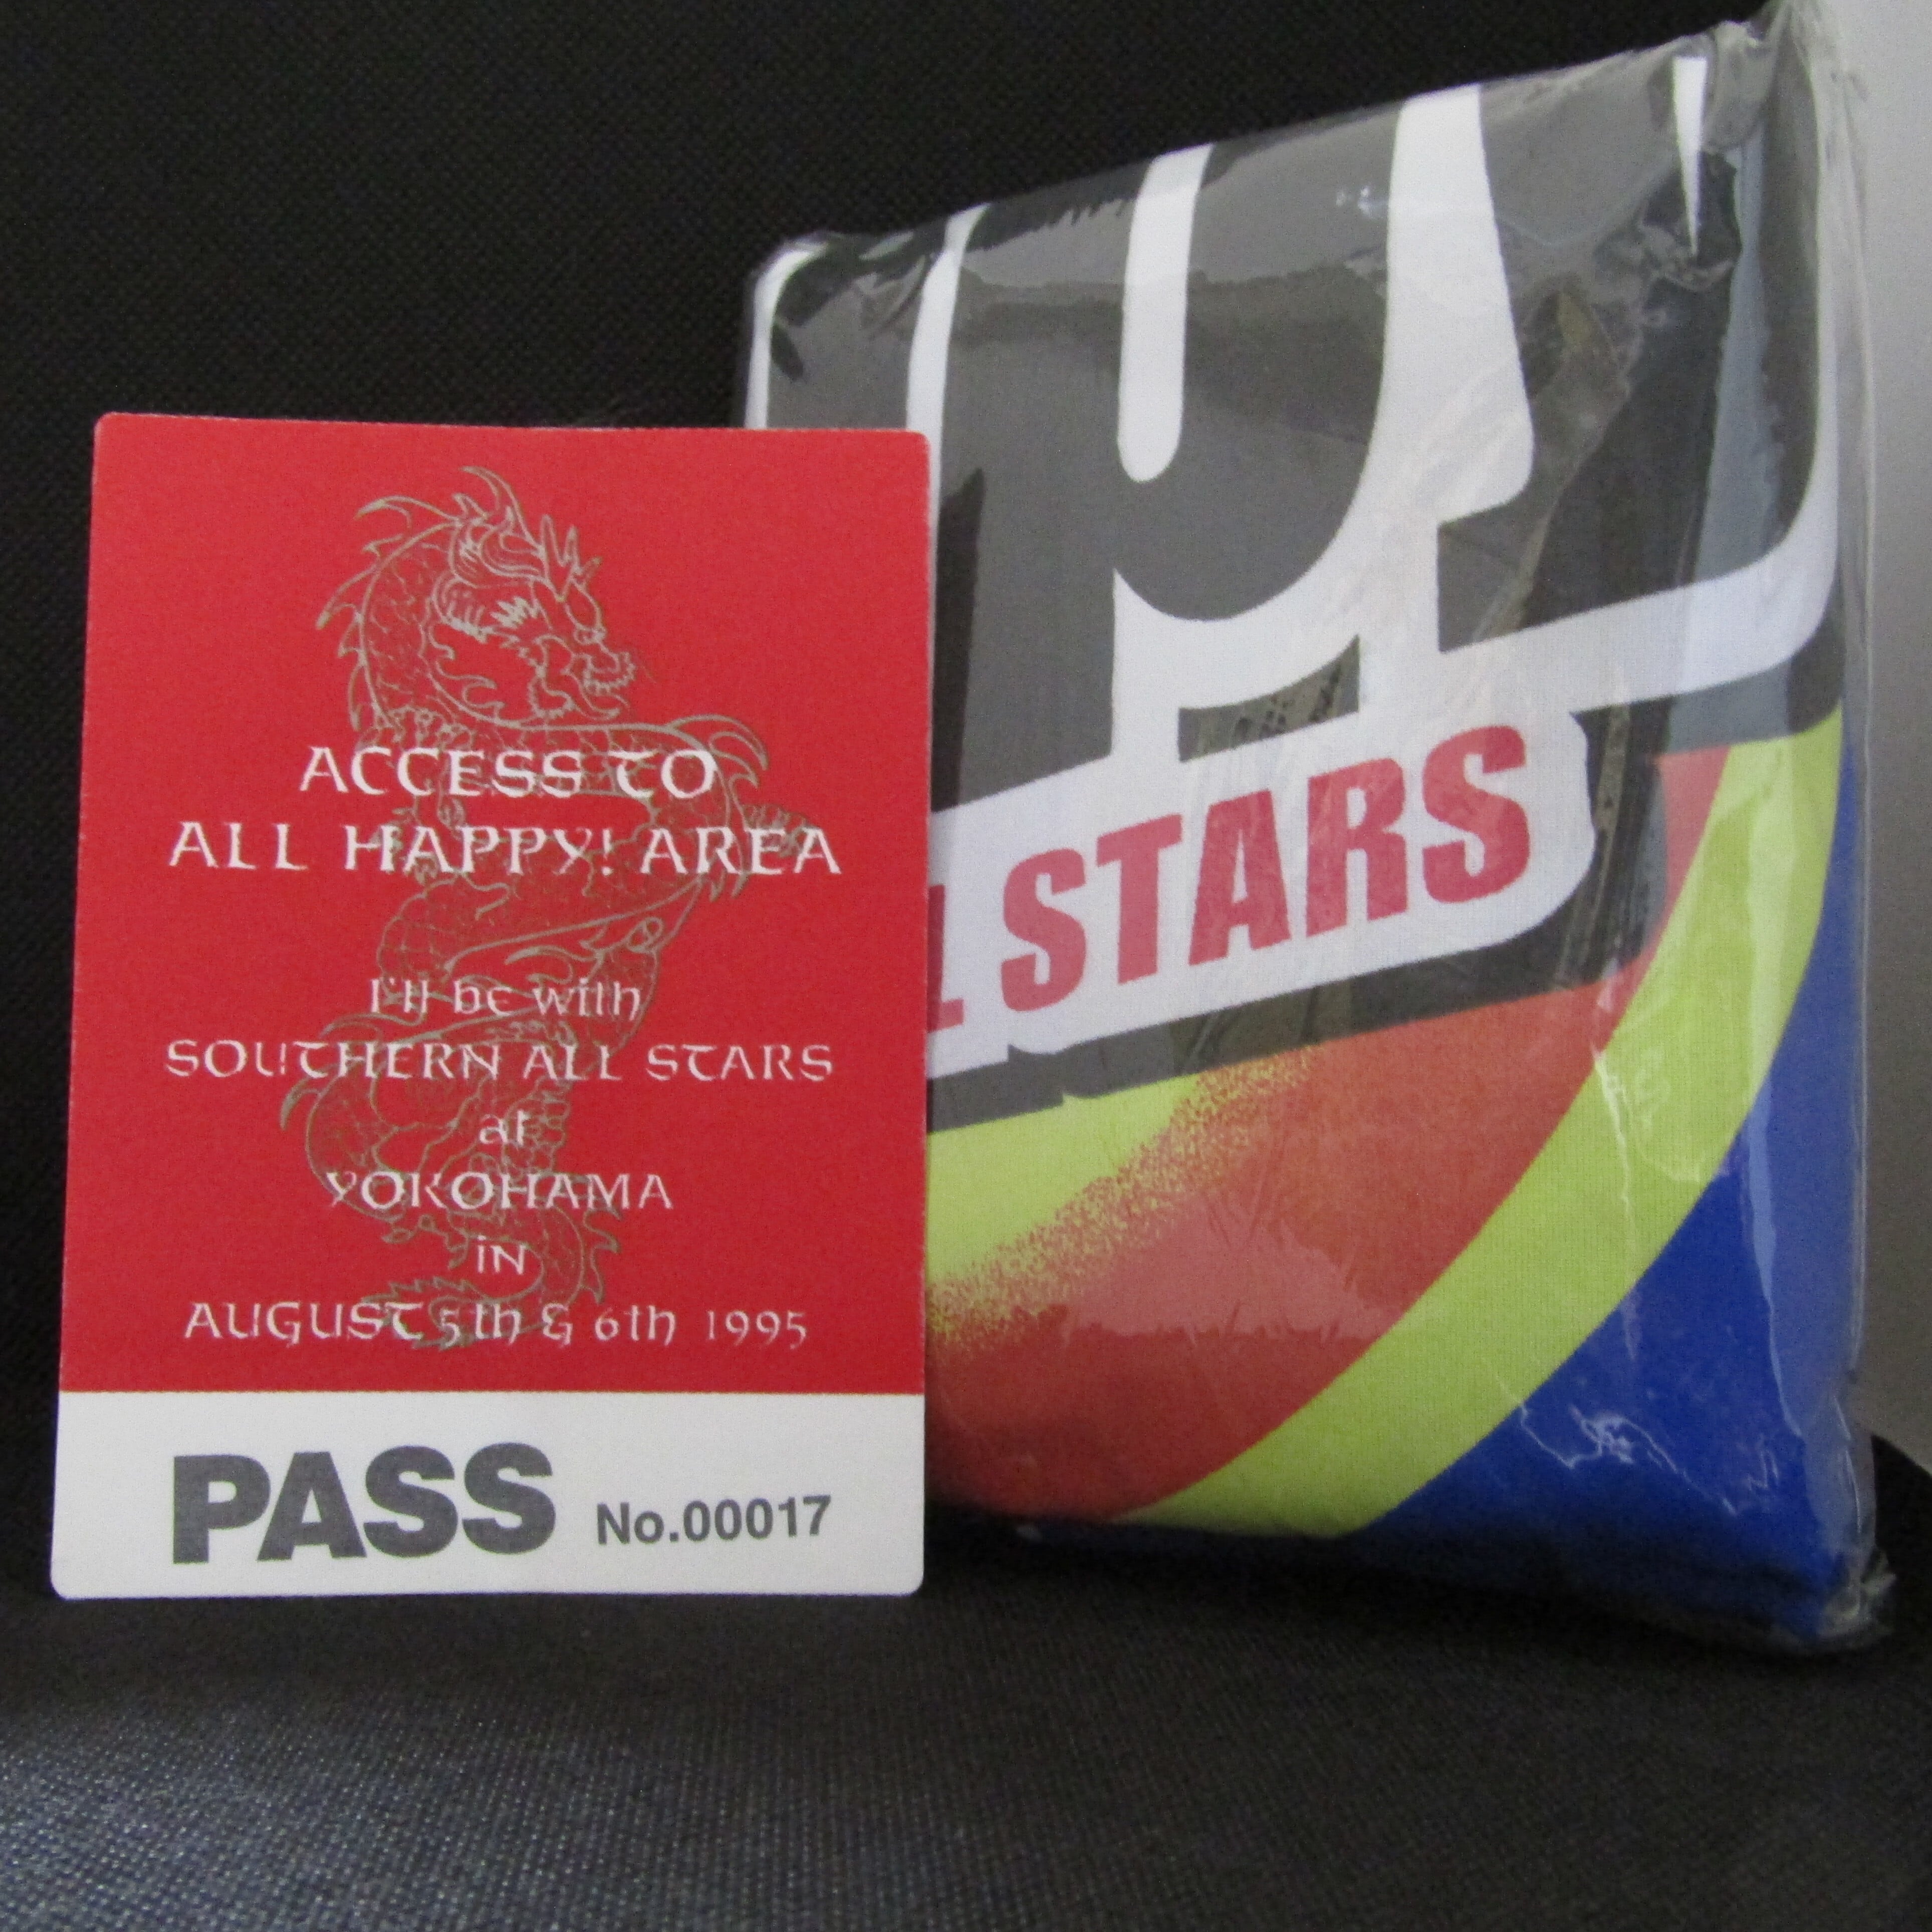 ACCESS TO
ALL HAPPY! AREA
I'll be with
SOUTHERN ALL STARS
at
YOKOHAMA
in
AUGUST 5th & 6th 1995
PASS No.00017
STARS